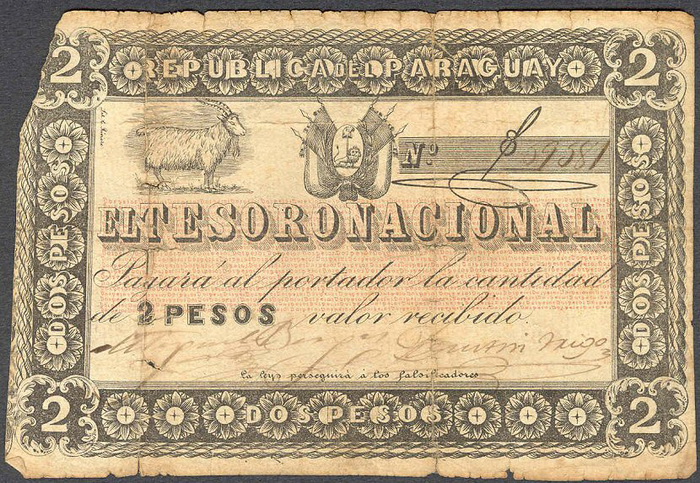 2 REPUBLICA DEL PARAGUAY 2
Nº 39381
DOS PESOS
DOS PESOS
EL TESORO NACIONAL
Pagará al portador la cantidad
de 2 PESOS valor recibido
La ley perseguirá á los falsificadores
2 DOS PESOS 2